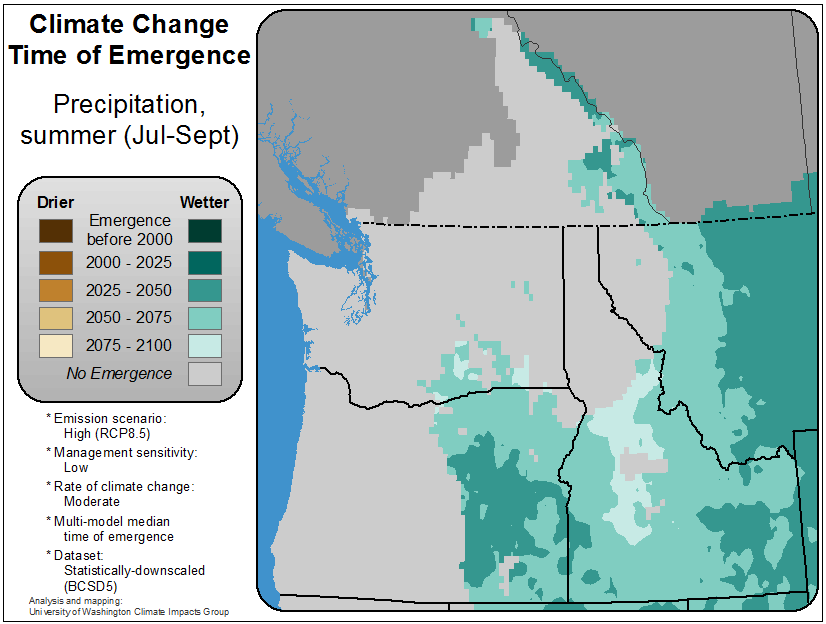 Climate Change
Time of Emergence
Precipitation,
summer (Jul-Sept)
Drier Wetter
Emergence
before 2000
2000 - 2025
2025 - 2050
2050 - 2075
2075 - 2100
No Emergence
* Emission scenario:
High (RCP8.5)
* Management sensitivity:
Low
* Rate of climate change:
Moderate
* Multi-model median
time of emergence
* Dataset:
Statistically-downscaled
(BCSD5)
Analysis and mapping:
University of Washington Climate Impacts Group